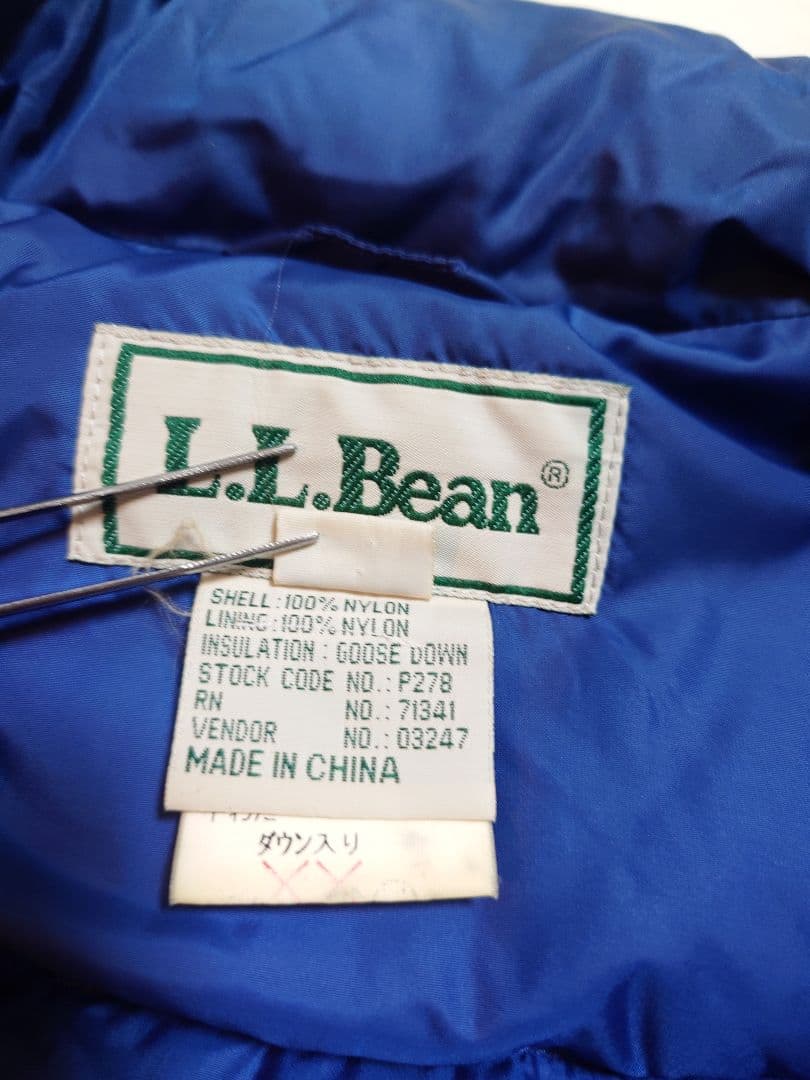 L.L.Bean®
SHELL : 100% NYLON
LINING : 100% NYLON
INSULATION : GOOSE DOWN
STOCK CODE NO. : P278
RN NO. : 71341
VENDOR NO. : 03247
MADE IN CHINA
ダウン入り